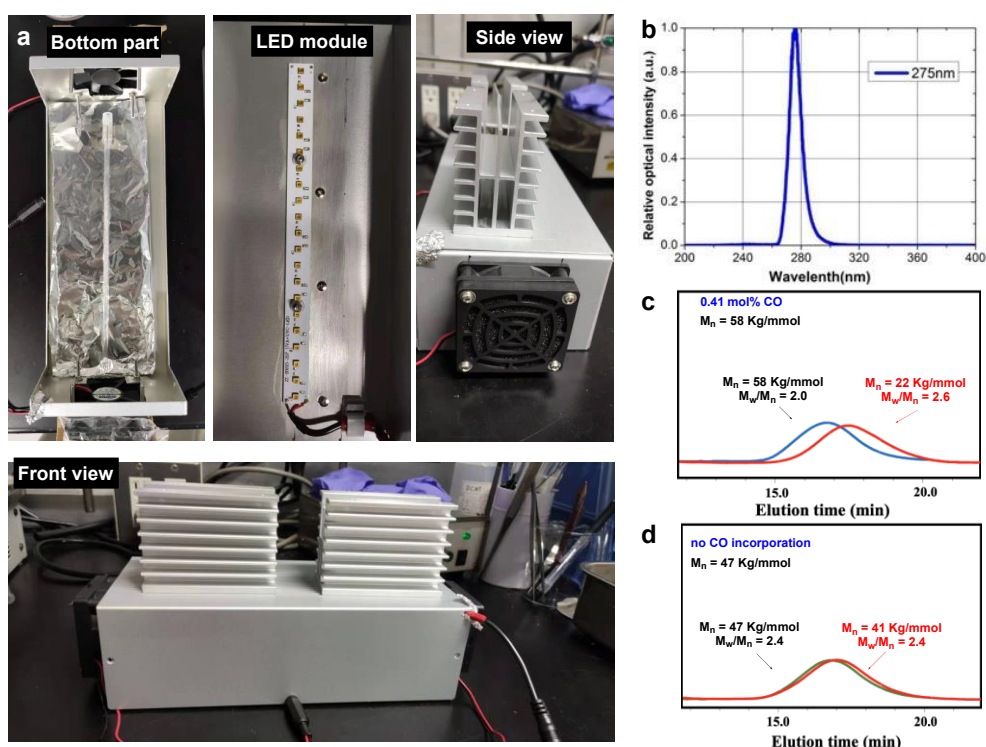 a
Bottom part
LED module
Side view
Front view
b
Relative optical intensity (a.u.)
1.0
0.8
0.6
0.4
0.2
0.0
275nm
200
240
280
320
360
400
Wavelenth(nm)
c
0.41 mol% CO
Mn = 58 Kg/mmol
Mn = 58 Kg/mmol
Mw/Mn = 2.0
Mn = 22 Kg/mmol
Mw/Mn = 2.6
15.0
20.0
Elution time (min)
d
no CO incorporation
Mn = 47 Kg/mmol
Mn = 47 Kg/mmol
Mw/Mn = 2.4
Mn = 41 Kg/mmol
Mw/Mn = 2.4
15.0
20.0
Elution time (min)